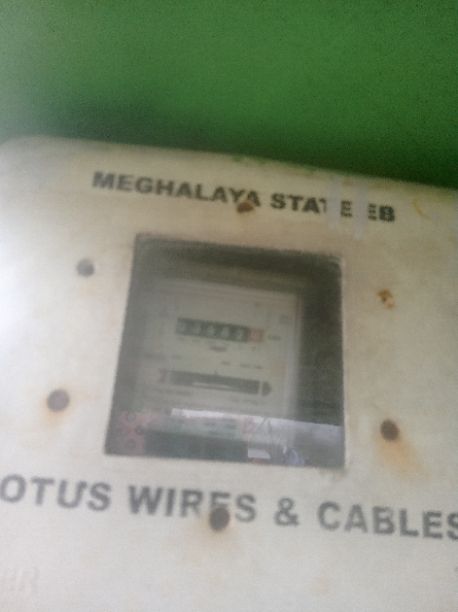 MEGHALAYA STATE EB
OTUS WIRES & CABLES